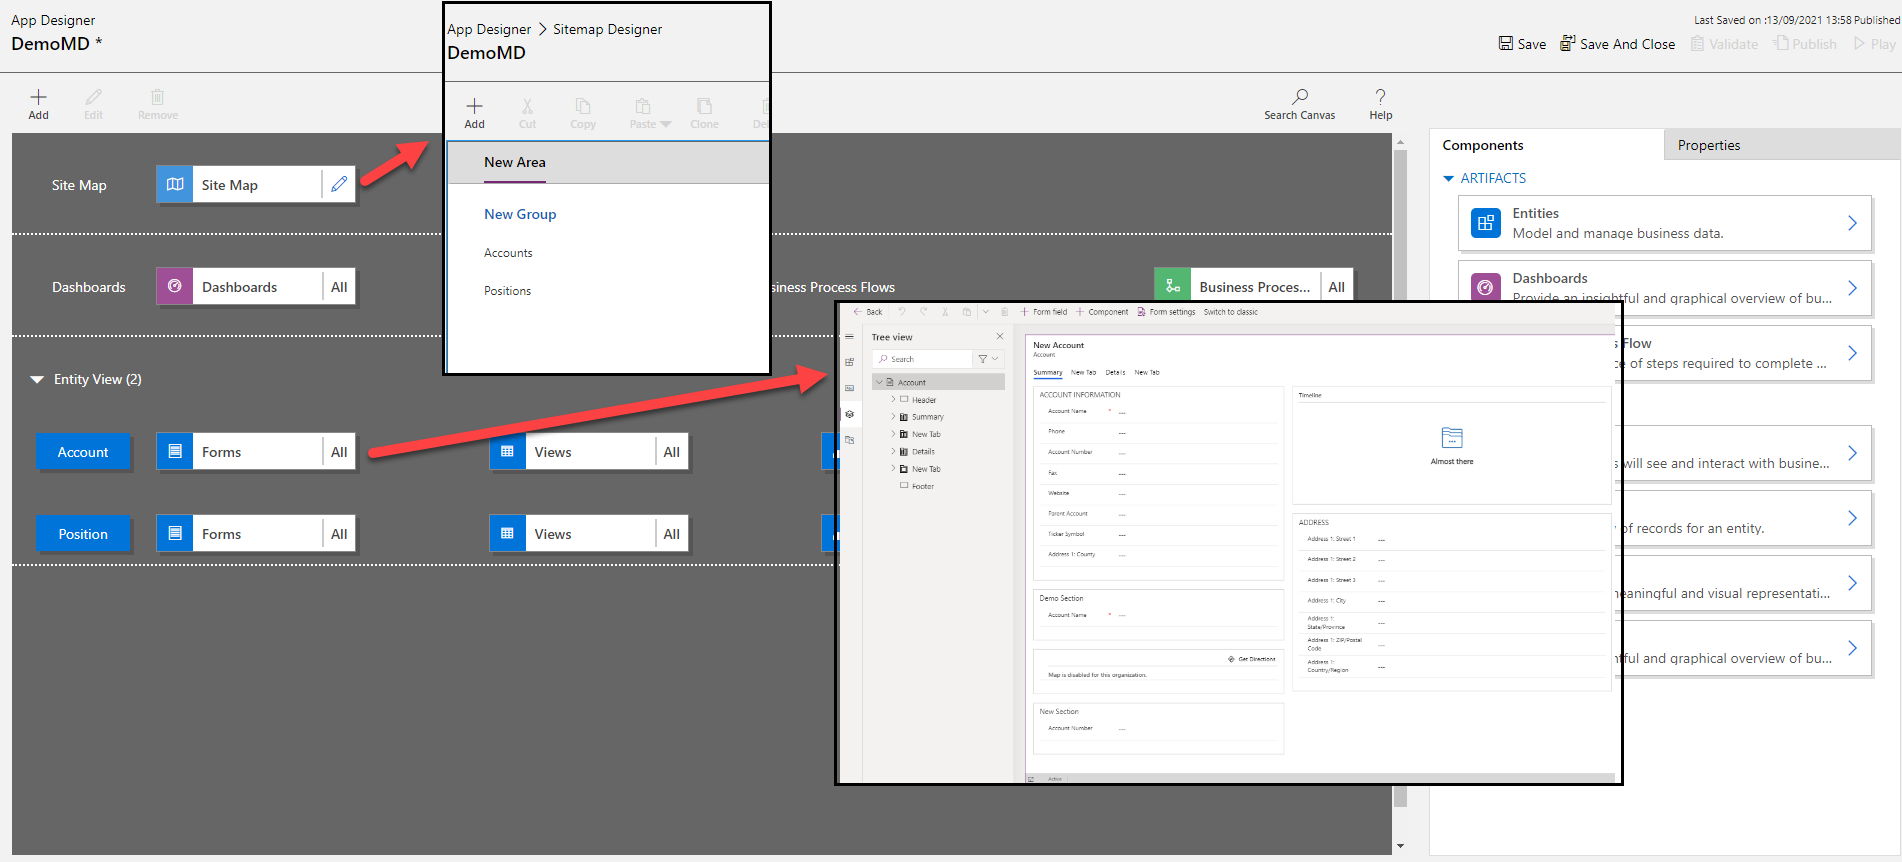 App Designer
DemoMD *
Last Saved on :13/09/2021 13:58 Published
Save
Save And Close
Validate
Publish
Play
Add
Edit
Remove
Search Canvas
Help
Site Map
Site Map
Dashboards
Dashboards
All
siness Process Flows
Business Proces...
All
Entity View (2)
Account
Forms
All
Views
All
Position
Forms
All
Views
All
App Designer > Sitemap Designer
DemoMD
Add
Cut
Copy
Paste
Clone
Del
New Area
New Group
Accounts
Positions
Back
Form field
Component
Form settings
Switch to classic
Tree view
Search
Account
Header
Summary
New Tab
Details
New Tab
Footer
New Account
Account
Summary
New Tab
Details
New Tab
ACCOUNT INFORMATION
Account Name * ---
Phone ---
Account Number ---
Fax ---
Website ---
Parent Account ---
Ticker Symbol ---
Address 1: County ---
Demo Section
Account Name * ---
Get Directions
Map is disabled for this organization.
New Section
Account Number ---
Timeline
Almost there
ADDRESS
Address 1: Street 1 ---
Address 1: Street 2 ---
Address 1: Street 3 ---
Address 1: City ---
Address 1:
State/Province ---
Address 1: ZIP/Postal
Code ---
Address 1:
Country/Region ---
Active
Components
Properties
ARTIFACTS
Entities
Model and manage business data.
Dashboards
Provide an insightful and graphical overview of bu...
s Flow
ce of steps required to complete ...
s will see and interact with busine...
of records for an entity.
neaningful and visual representati...
htful and graphical overview of bu...